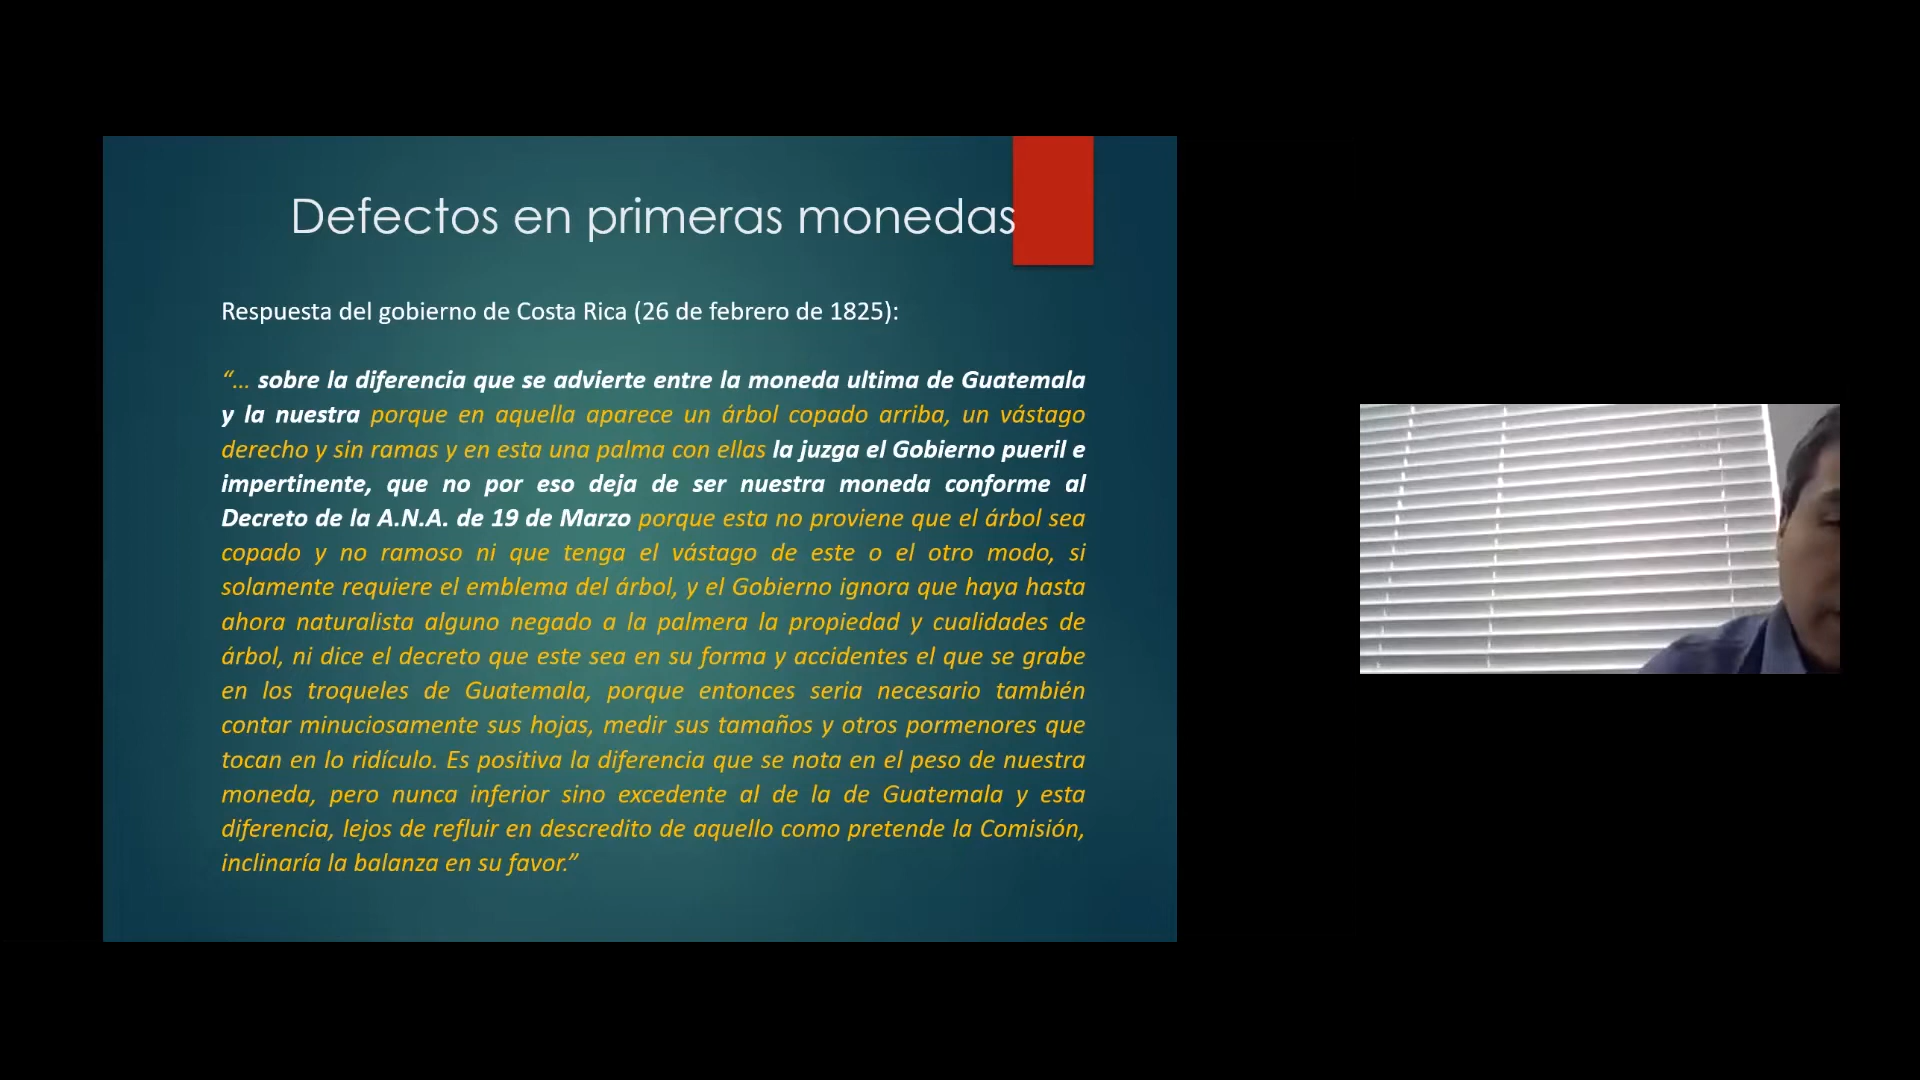 Defectos en primeras monedas
Respuesta del gobierno de Costa Rica (26 de febrero de 1825):
“... sobre la diferencia que se advierte entre la moneda ultima de Guatemala
y la nuestra porque en aquella aparece un árbol copado arriba, un vástago
derecho y sin ramas y en esta una palma con ellas la juzga el Gobierno pueril e
impertinente, que no por eso deja de ser nuestra moneda conforme al
Decreto de la A.N.A. de 19 de Marzo porque esta no proviene que el árbol sea
copado y no ramoso ni que tenga el vástago de este o el otro modo, si
solamente requiere el emblema del árbol, y el Gobierno ignora que haya hasta
ahora naturalista alguno negado a la palmera la propiedad y cualidades de
árbol, ni dice el decreto que este sea en su forma y accidentes el que se grabe
en los troqueles de Guatemala, porque entonces seria necesario también
contar minuciosamente sus hojas, medir sus tamaños y otros pormenores que
tocan en lo ridículo. Es positiva la diferencia que se nota en el peso de nuestra
moneda, pero nunca inferior sino excedente al de la de Guatemala y esta
diferencia, lejos de refluir en descredito de aquello como pretende la Comisión,
inclinaría la balanza en su favor.”